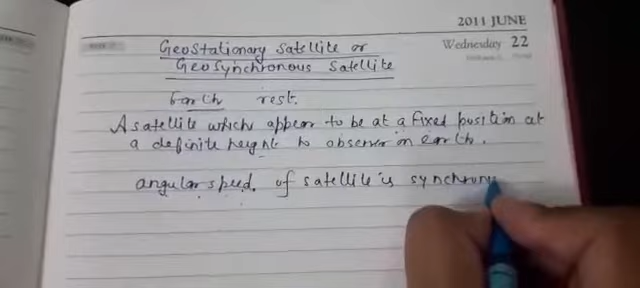 2011 JUNE
Wednesday 22
Geostationary satellite or
Geosynchronous satellite
Earth rest.
A satellite which appear to be at a fixed position at
a definite height to observer on earth.
angular speed. of satellite is synchron